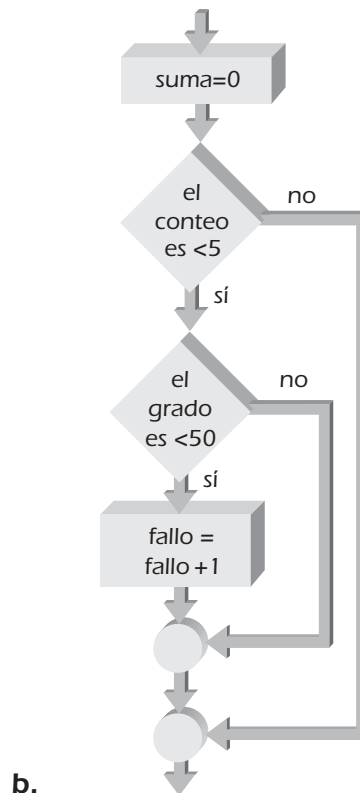 suma=0
el
conteo
es <5
no
sí
el
grado
es <50
no
sí
fallo =
fallo +1
b.